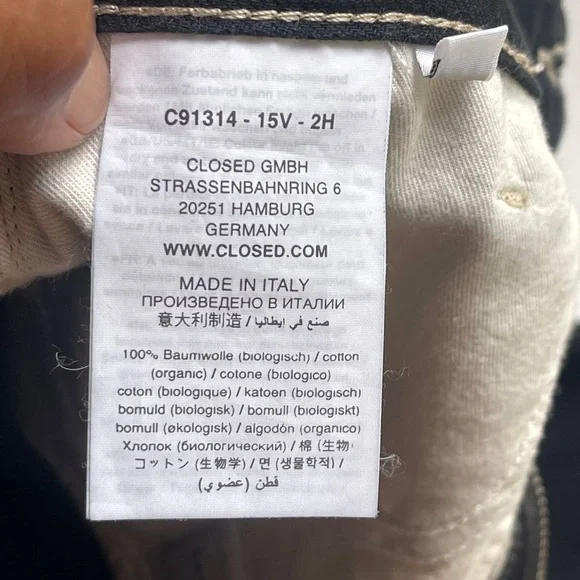 C91314 - 15V - 2H
CLOSED GMBH
STRASSENBAHNRING 6
20251 HAMBURG
GERMANY
WWW.CLOSED.COM
MADE IN ITALY
ПРОИЗВЕДЕНО В ИТАЛИИ
意大利制造 / صنع في إيطاليا
100% Baumwolle (biologisch) / cotton
(organic) / cotone (biologico)
coton (biologique) / katoen (biologisch)
bomuld (biologisk) / bomull (biologiskt)
bomull (økologisk) / algodón (organico)
Хлопок (биологический) / 棉 (生物)
コットン (生物学) / 면 (생물학적) /
قطن (عضوي)